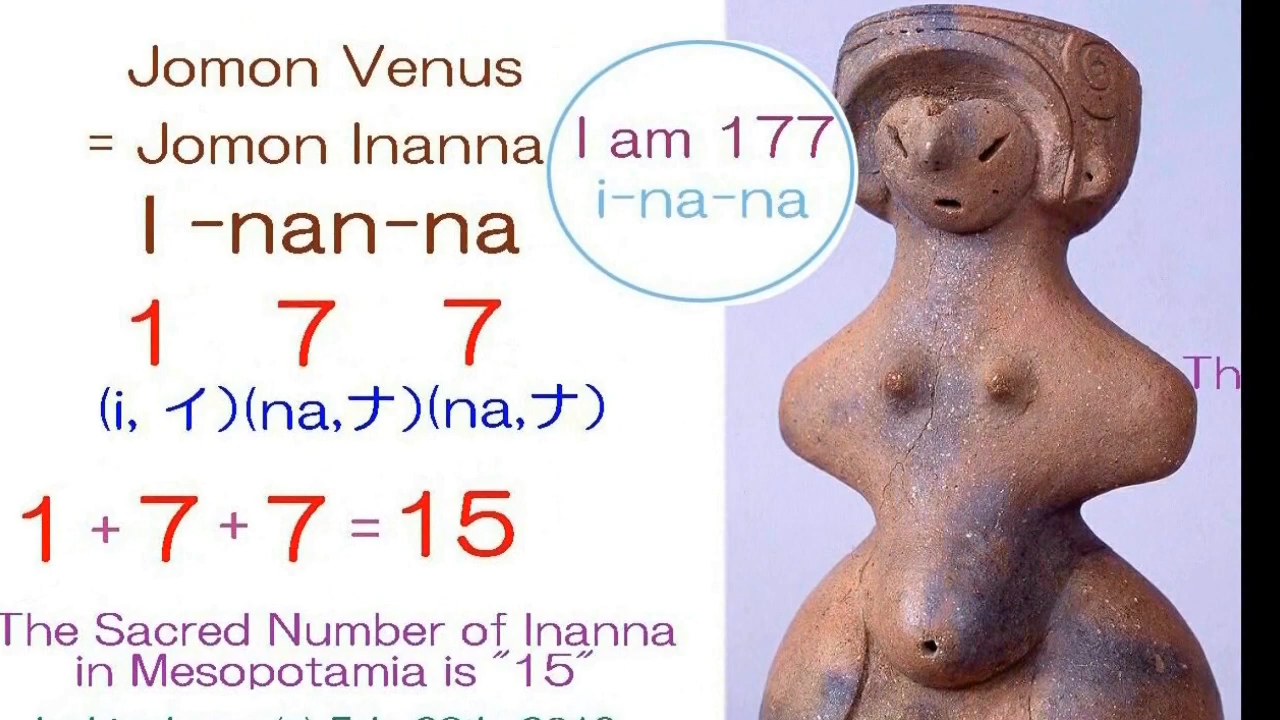 Jomon Venus
= Jomon Inanna
I am 177
i-na-na
I -nan-na
1 7 7
(i, イ)(na,ナ)(na,ナ)
1 + 7 + 7 = 15
The Sacred Number of Inanna
in Mesopotamia is "15"
Th